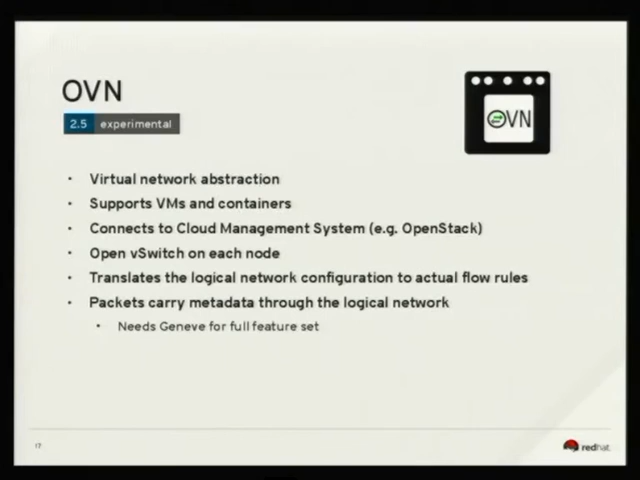 OVN
2.5 experimental
OVN
• Virtual network abstraction
• Supports VMs and containers
• Connects to Cloud Management System (e.g. OpenStack)
• Open vSwitch on each node
• Translates the logical network configuration to actual flow rules
• Packets carry metadata through the logical network
• Needs Geneve for full feature set
17
redhat.